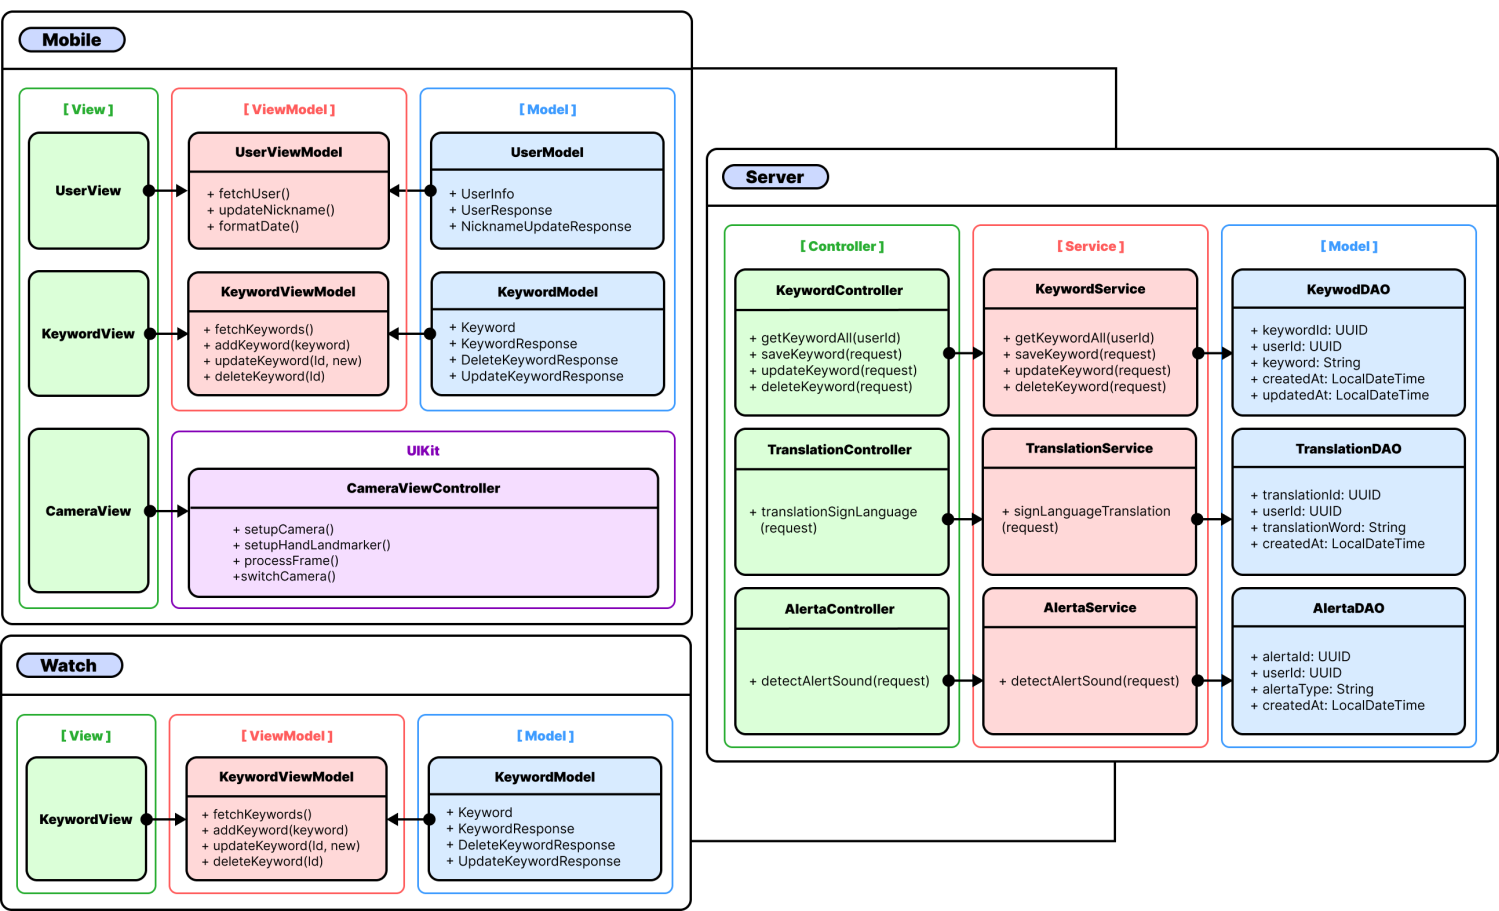 Mobile
[ View ]
UserView
KeywordView
CameraView
[ ViewModel ]
UserViewModel
+ fetchUser()
+ updateNickname()
+ formatDate()
KeywordViewModel
+ fetchKeywords()
+ addKeyword(keyword)
+ updateKeyword(Id, new)
+ deleteKeyword(Id)
[ Model ]
UserModel
+ UserInfo
+ UserResponse
+ NicknameUpdateResponse
KeywordModel
+ Keyword
+ KeywordResponse
+ DeleteKeywordResponse
+ UpdateKeywordResponse
UIKit
CameraViewController
+ setupCamera()
+ setupHandLandmarker()
+ processFrame()
+switchCamera()
Watch
[ View ]
KeywordView
[ ViewModel ]
KeywordViewModel
+ fetchKeywords()
+ addKeyword(keyword)
+ updateKeyword(Id, new)
+ deleteKeyword(Id)
[ Model ]
KeywordModel
+ Keyword
+ KeywordResponse
+ DeleteKeywordResponse
+ UpdateKeywordResponse
Server
[ Controller ]
KeywordController
+ getKeywordAll(userId)
+ saveKeyword(request)
+ updateKeyword(request)
+ deleteKeyword(request)
TranslationController
+ translationSignLanguage
(request)
AlertaController
+ detectAlertSound(request)
[ Service ]
KeywordService
+ getKeywordAll(userId)
+ saveKeyword(request)
+ updateKeyword(request)
+ deleteKeyword(request)
TranslationService
+ signLanguageTranslation
(request)
AlertaService
+ detectAlertSound(request)
[ Model ]
KeywodDAO
+ keywordId: UUID
+ userId: UUID
+ keyword: String
+ createdAt: LocalDateTime
+ updatedAt: LocalDateTime
TranslationDAO
+ translationId: UUID
+ userId: UUID
+ translationWord: String
+ createdAt: LocalDateTime
AlertaDAO
+ alertaId: UUID
+ userId: UUID
+ alertaType: String
+ createdAt: LocalDateTime